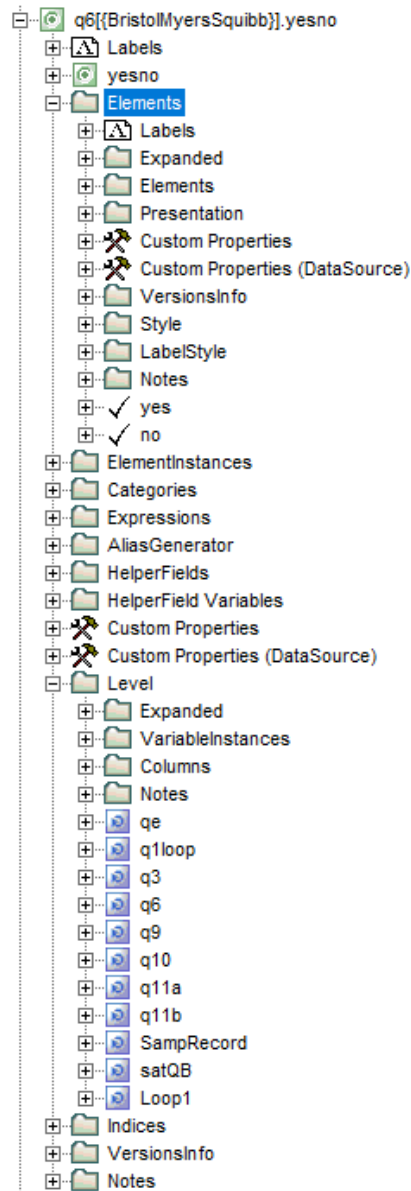 q6[{BristolMyersSquibb}].yesno
Labels
yesno
Elements
Labels
Expanded
Elements
Presentation
Custom Properties
Custom Properties (DataSource)
VersionsInfo
Style
LabelStyle
Notes
yes
no
ElementInstances
Categories
Expressions
AliasGenerator
HelperFields
HelperField Variables
Custom Properties
Custom Properties (DataSource)
Level
Expanded
VariableInstances
Columns
Notes
qe
q1loop
q3
q6
q9
q10
q11a
q11b
SampRecord
satQB
Loop1
Indices
VersionsInfo
Notes